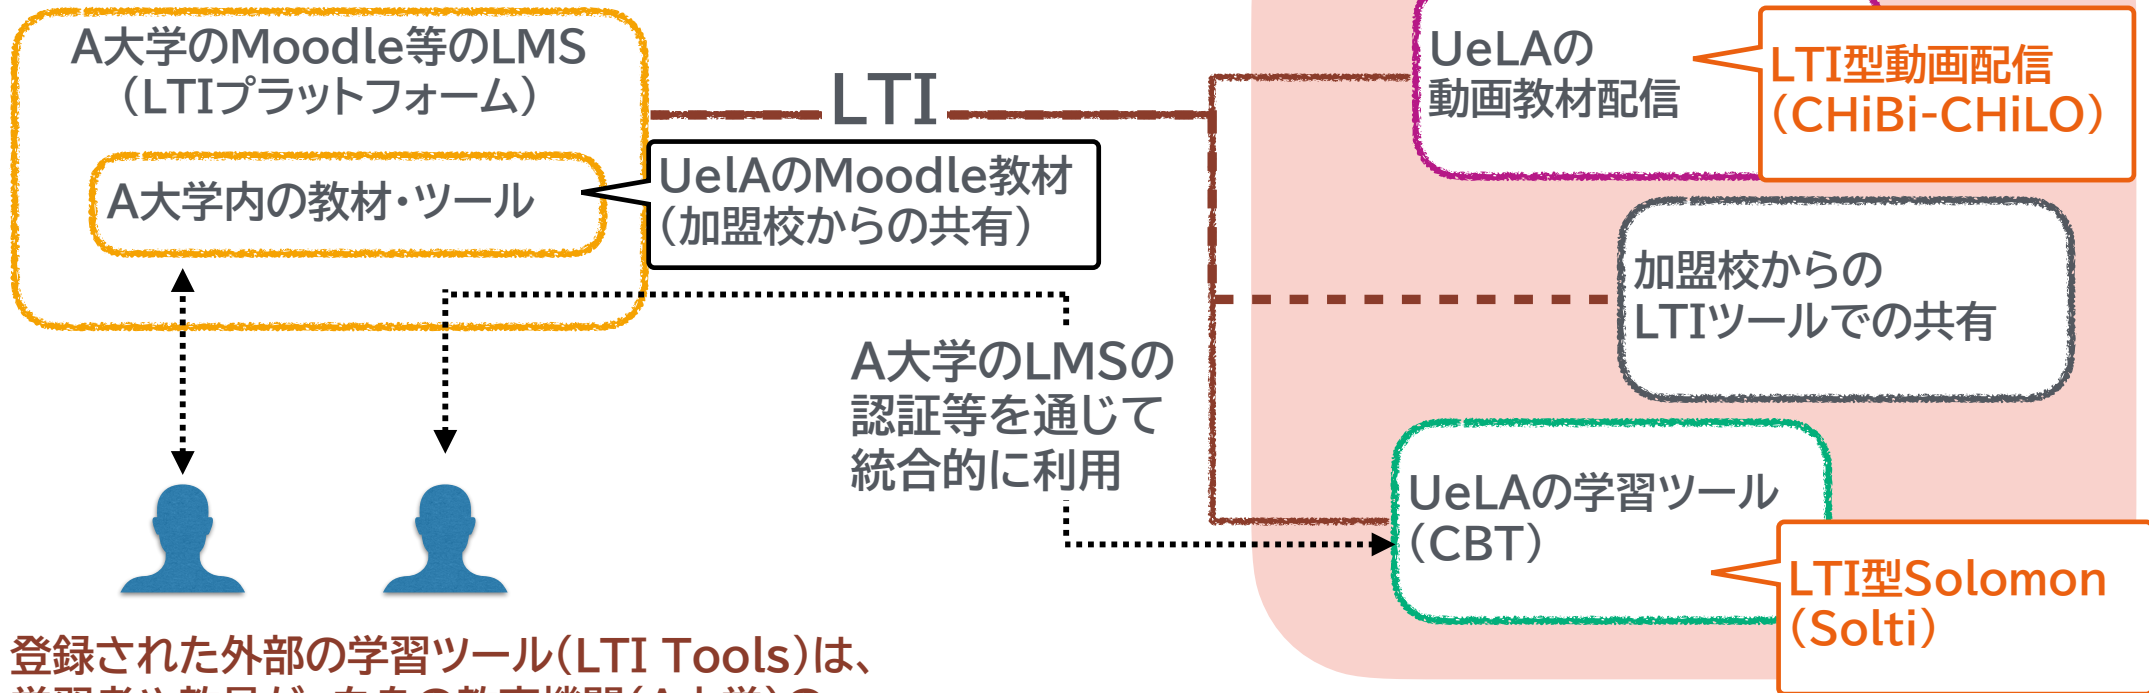 A大学のMoodle等のLMS
（LTIプラットフォーム）
A大学内の教材・ツール
LTI
UelAのMoodle教材
（加盟校からの共有）
UeLAの
動画教材配信
LTI型動画配信
（CHiBi-CHiLO）
加盟校からの
LTIツールでの共有
A大学のLMSの
認証等を通じて
統合的に利用
UeLAの学習ツール
（CBT）
LTI型Solomon
（Solti）
登録された外部の学習ツール(LTI Tools)は、